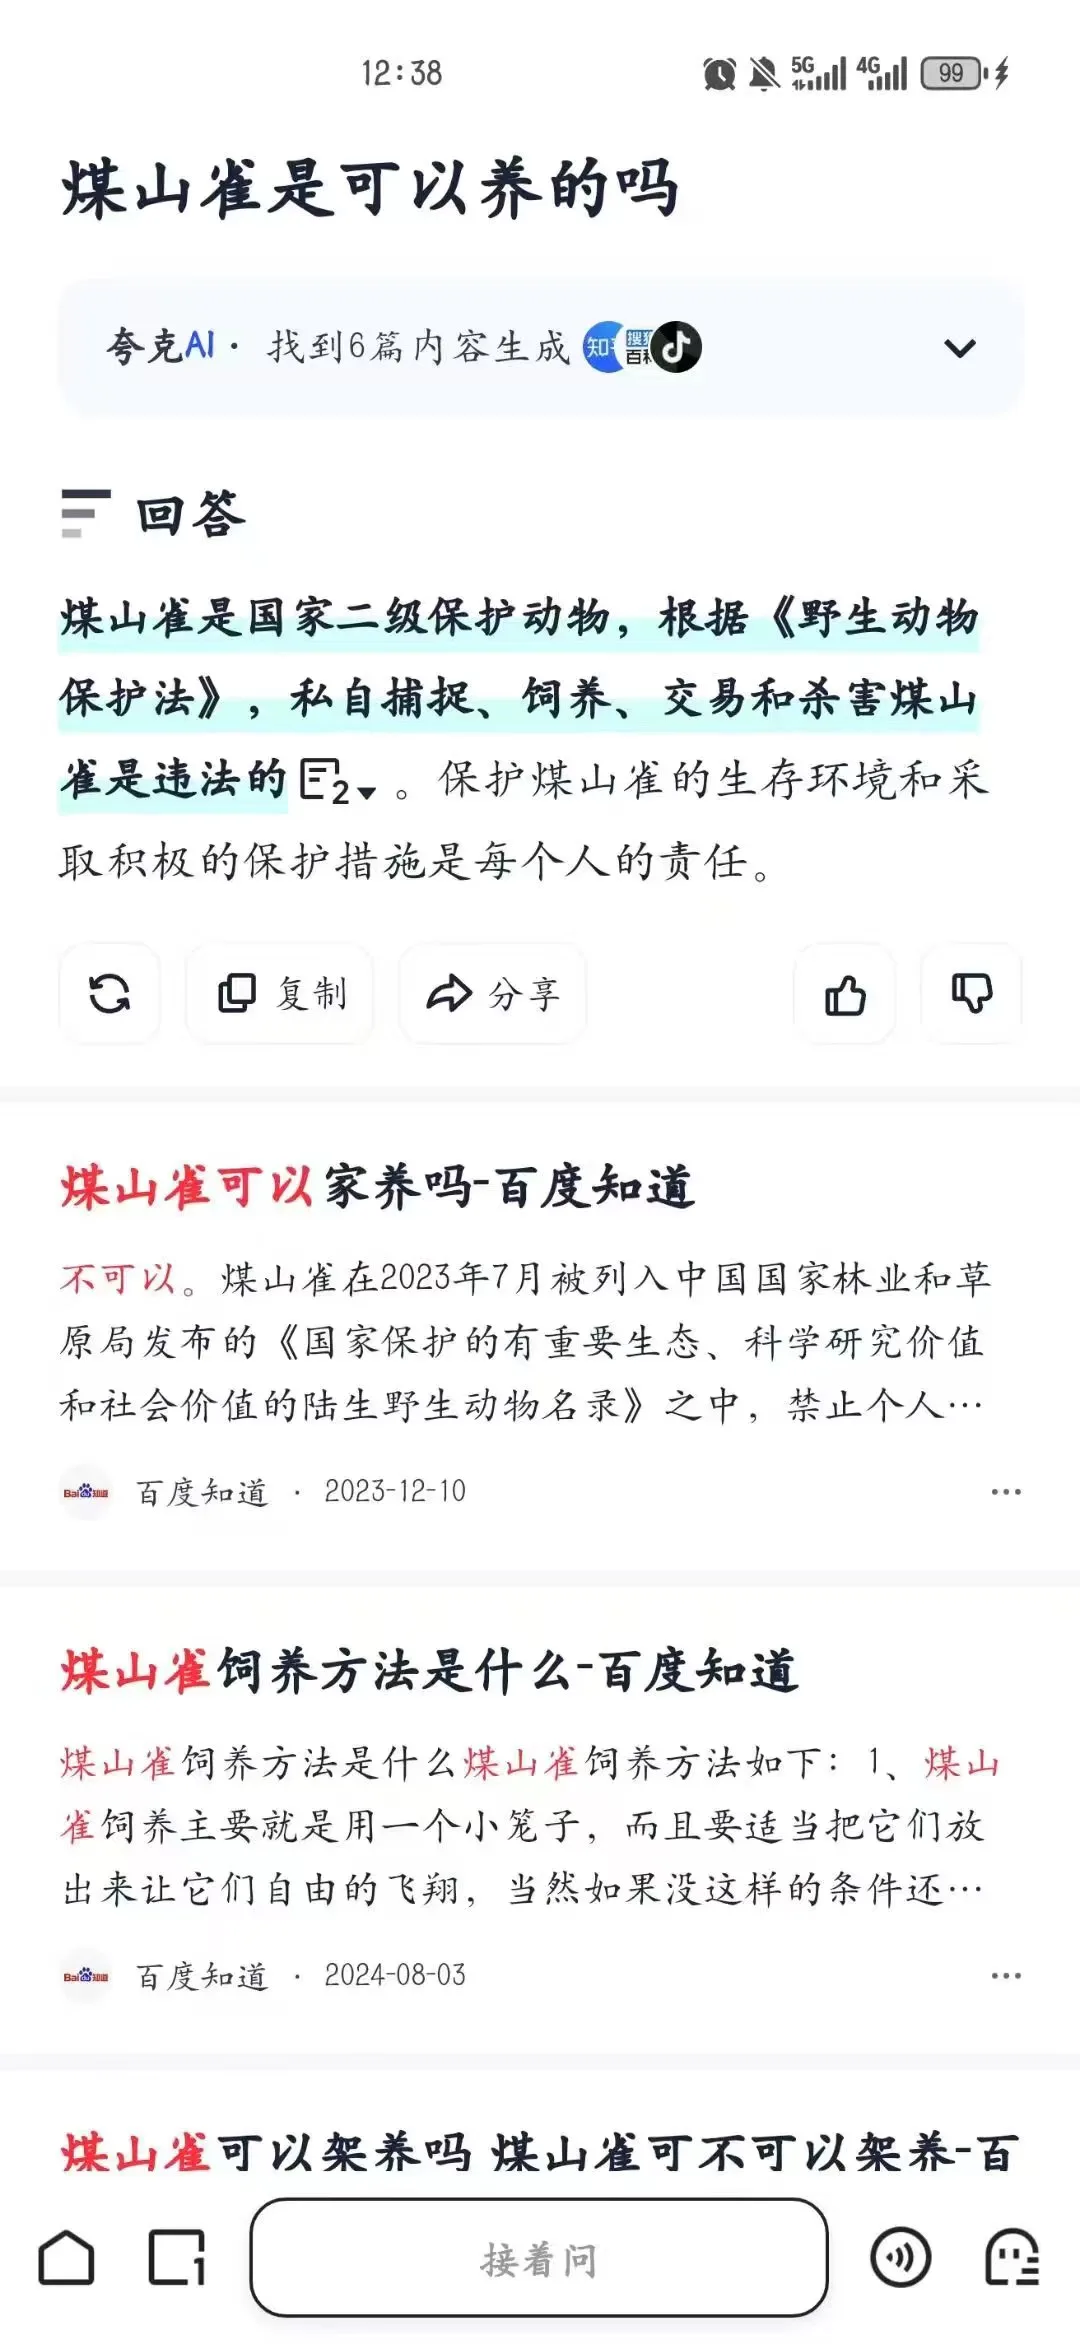 12:38
5G
4G
99
煤山雀是可以养的吗
夸克AI · 找到6篇内容生成
回答
煤山雀是国家二级保护动物，根据《野生动物
保护法》，私自捕捉、饲养、交易和杀害煤山
雀是违法的 2 。保护煤山雀的生存环境和采
取积极的保护措施是每个人的责任。
复制
分享
煤山雀可以家养吗-百度知道
不可以。煤山雀在2023年7月被列入中国国家林业和草
原局发布的《国家保护的有重要生态、科学研究价值
和社会价值的陆生野生动物名录》之中，禁止个人…
Bai 知道 百度知道 · 2023-12-10
煤山雀饲养方法是什么-百度知道
煤山雀饲养方法是什么煤山雀饲养方法如下：1、煤山
雀饲养主要就是用一个小笼子，而且要适当把它们放
出来让它们自由的飞翔，当然如果没这样的条件还…
Bai 知道 百度知道 · 2024-08-03
煤山雀可以架养吗 煤山雀可不可以架养-百
1
接着问